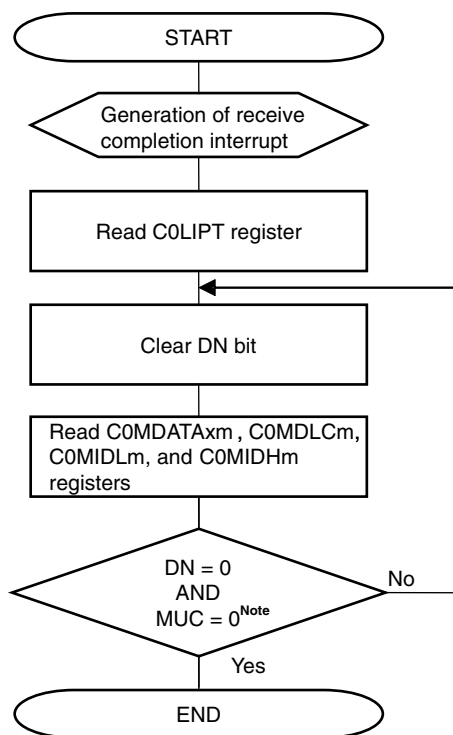 START
Generation of receive
completion interrupt
Read C0LIPT register
Clear DN bit
Read C0MDATAxm, C0MDLCm,
C0MIDLm, and C0MIDHm
registers
DN = 0
AND
MUC = 0Note
No
Yes
END